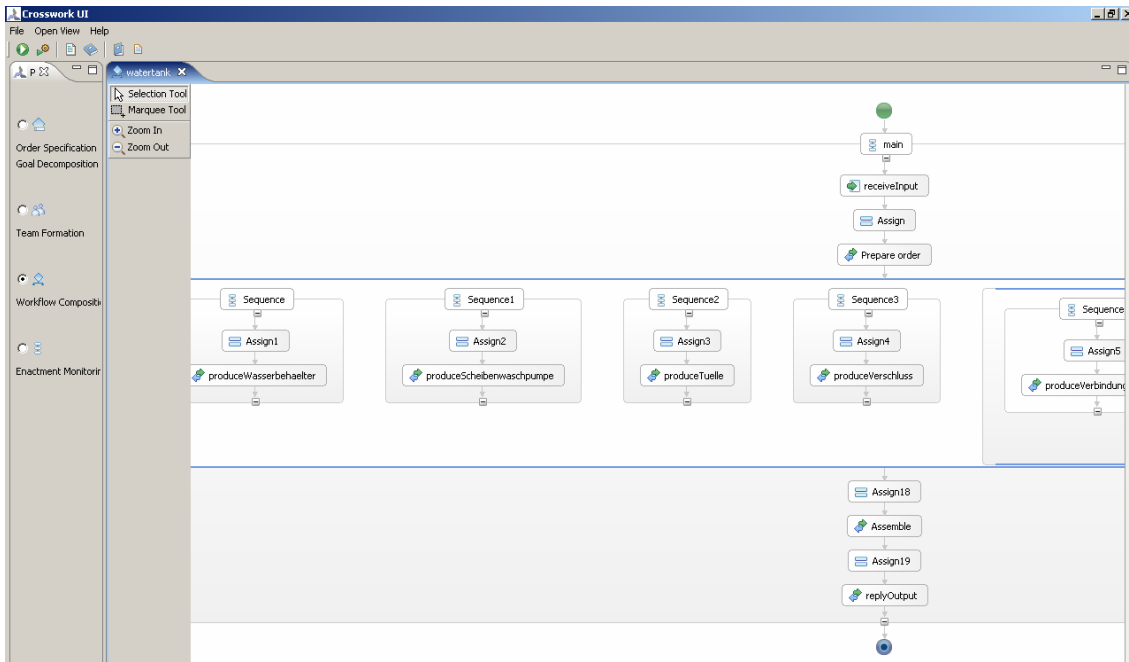 Crosswork UI
File Open View Help
P
watertank
Selection Tool
Marquee Tool
Zoom In
Zoom Out
Order Specification
Goal Decomposition
Team Formation
Workflow Compositi
Enactment Monitorir
main
receiveInput
Assign
Prepare order
Sequence Sequence1 Sequence2 Sequence3 Sequence
Assign1 Assign2 Assign3 Assign4 Assign5
produceWasserbehaelter produceScheibenwaschpumpe produceTuelle produceVerschluss produceVerbindung
Assign18
Assemble
Assign19
replyOutput